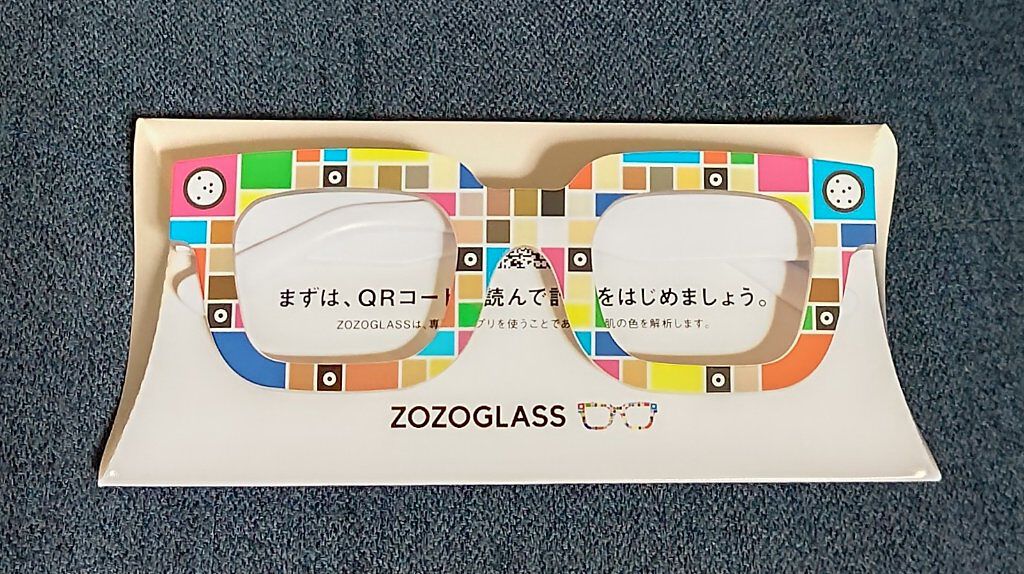 まずは、QRコード 読んで をはじめましょう。
ZOZOGLASSは、専 プリを使うことであ 肌の色を解析します。
ZOZOGLASS